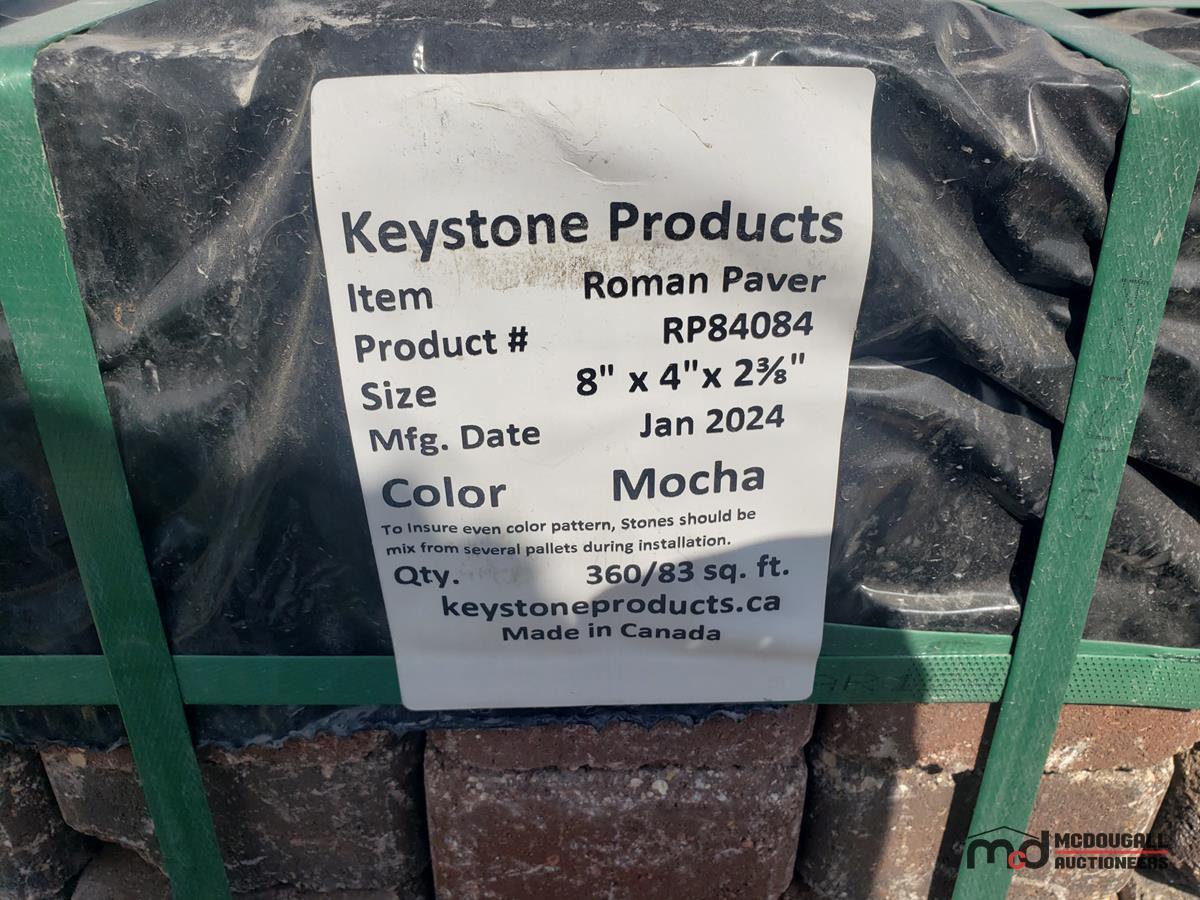 Keystone Products
Item Roman Paver
Product # RP84084
Size 8" x 4"x 2⅜"
Mfg. Date Jan 2024
Color Mocha
To Insure even color pattern, Stones should be
mix from several pallets during installation.
Qty. 360/83 sq. ft.
keystoneproducts.ca
Made in Canada
mcd MCDOUGALL
AUCTIONEERS